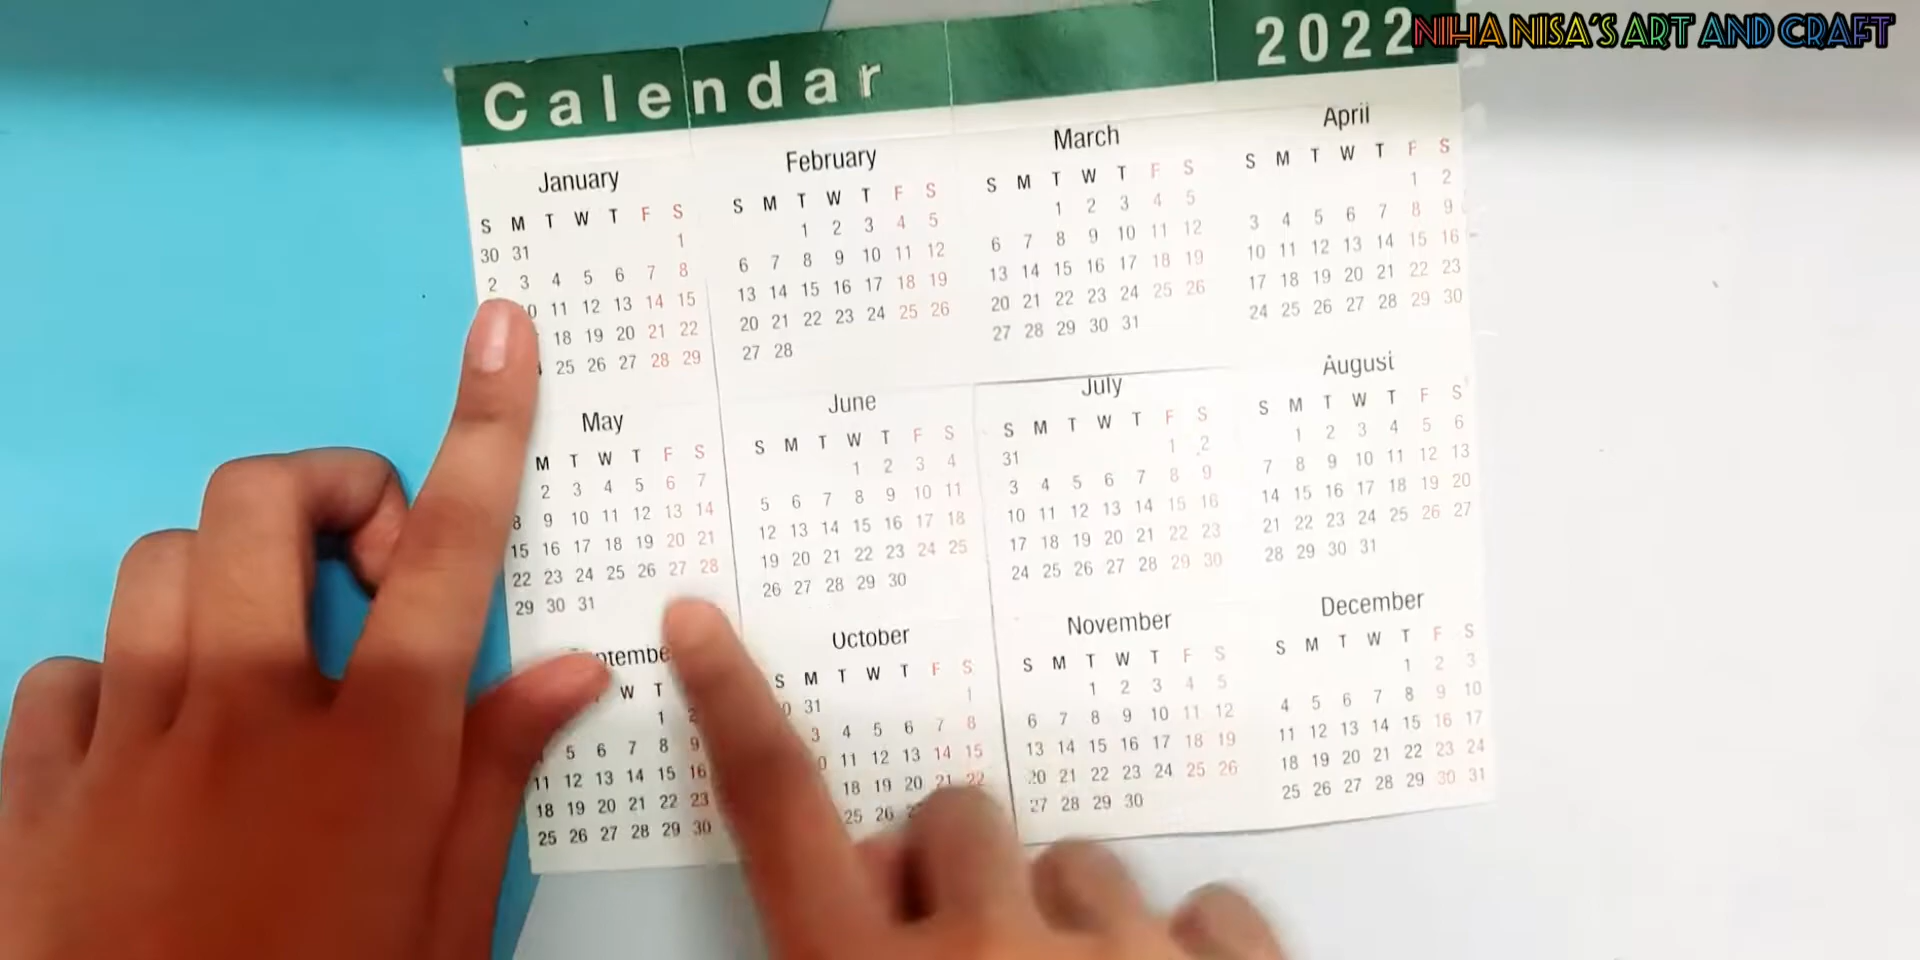 NIHA NISA'S ART AND CRAFT
Calendar 2022
January
S M T W T F S
30 31 1
2 3 4 5 6 7 8
11 12 13 14 15
18 19 20 21 22
25 26 27 28 29
February
S M T W T F S
1 2 3 4 5
6 7 8 9 10 11 12
13 14 15 16 17 18 19
20 21 22 23 24 25 26
27 28
March
S M T W T F S
1 2 3 4 5
6 7 8 9 10 11 12
13 14 15 16 17 18 19
20 21 22 23 24 25 26
27 28 29 30 31
April
S M T W T F S
1 2
3 4 5 6 7 8 9
10 11 12 13 14 15 16
17 18 19 20 21 22 23
24 25 26 27 28 29 30
May
M T W T F S
2 3 4 5 6 7
8 9 10 11 12 13 14
15 16 17 18 19 20 21
22 23 24 25 26 27 28
29 30 31
June
S M T W T F S
1 2 3 4
5 6 7 8 9 10 11
12 13 14 15 16 17 18
19 20 21 22 23 24 25
26 27 28 29 30
July
S M T W T F S
31 1 2
3 4 5 6 7 8 9
10 11 12 13 14 15 16
17 18 19 20 21 22 23
24 25 26 27 28 29 30
August
S M T W T F S
1 2 3 4 5 6
7 8 9 10 11 12 13
14 15 16 17 18 19 20
21 22 23 24 25 26 27
28 29 30 31
ptembe
W T
1 2
5 6 7 8 9
11 12 13 14 15 16
18 19 20 21 22 23
25 26 27 28 29 30
October
S M T W T F S
31 1
3 4 5 6 7 8
11 12 13 14 15
18 19 20 21 22
25 26
November
S M T W T F S
1 2 3 4 5
6 7 8 9 10 11 12
13 14 15 16 17 18 19
20 21 22 23 24 25 26
27 28 29 30
December
S M T W T F S
1 2 3
4 5 6 7 8 9 10
11 12 13 14 15 16 17
18 19 20 21 22 23 24
25 26 27 28 29 30 31